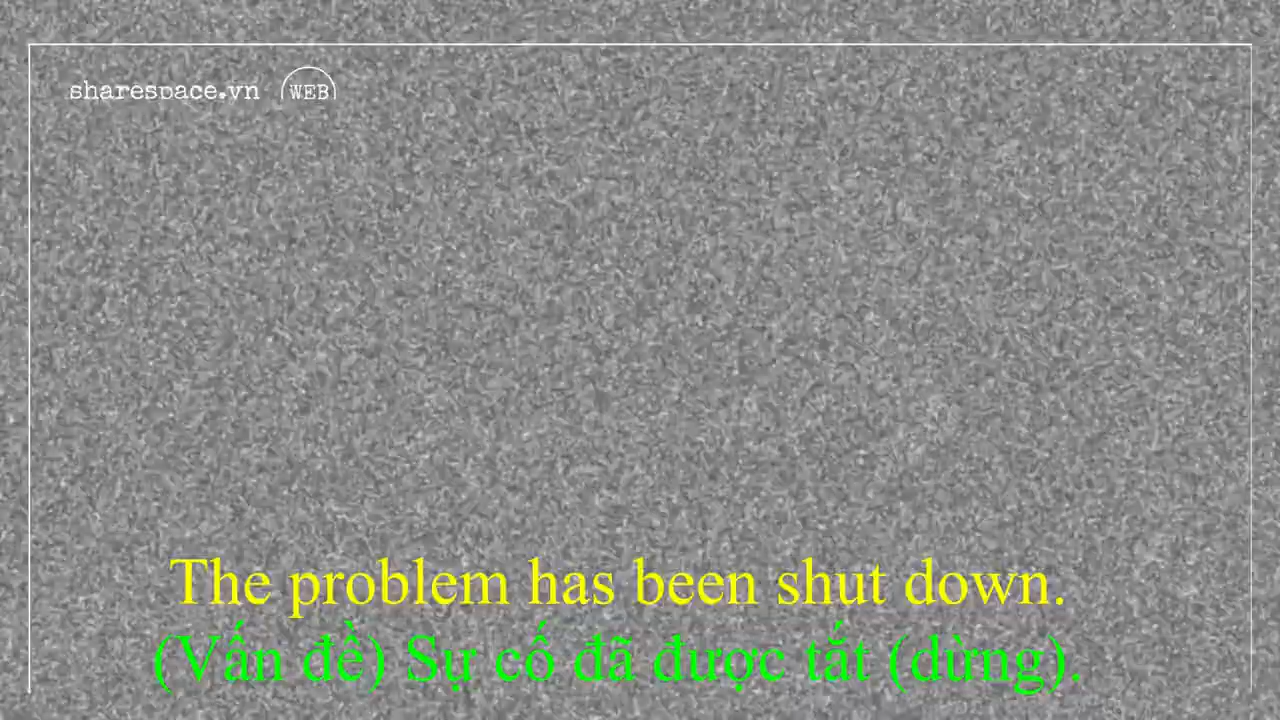 sharespace.vn WEB
The problem has been shut down.
(Vấn đề) Sự cố đã được tắt (dừng).